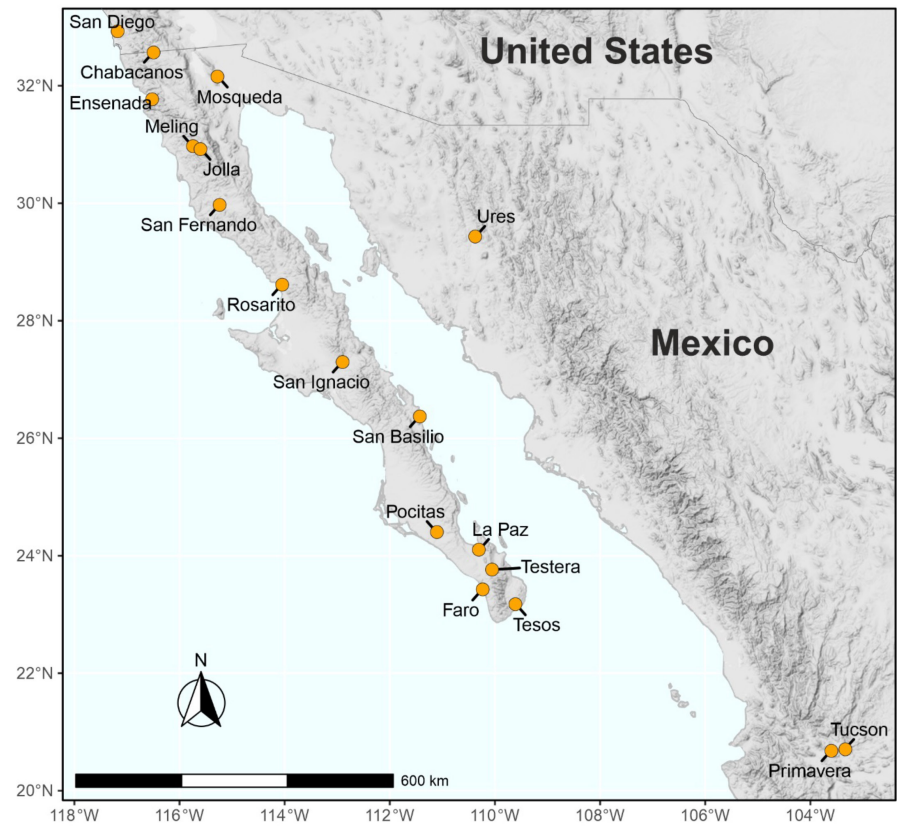 San Diego
United States
Chabacanos
32°N
Mosqueda
Ensenada
Meling
Jolla
30°N
San Fernando
Ures
Rosarito
28°N
Mexico
San Ignacio
26°N
San Basilio
Pocitas
La Paz
24°N
Testera
Faro
Tesos
22°N
N
Tucson
Primavera
600 km
20°N
118°W
116°W
114°W
112°W
110°W
108°W
106°W
104°W